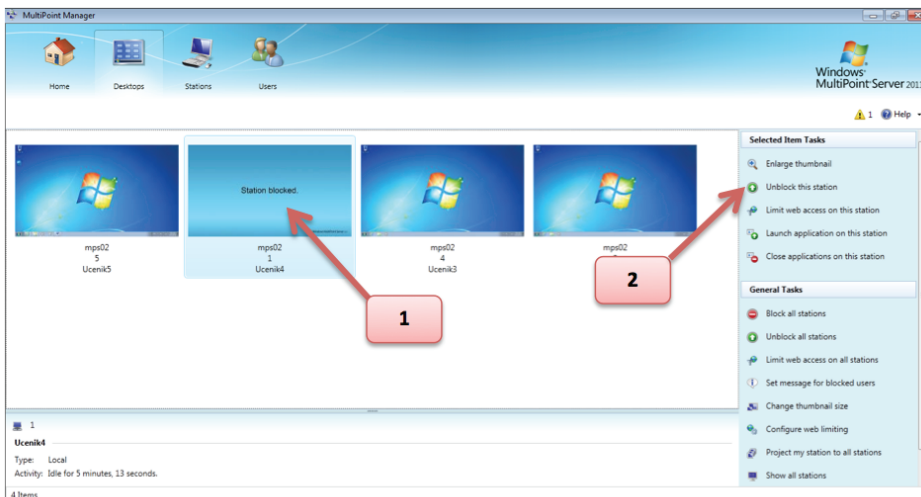 MultiPoint Manager
Home
Desktops
Stations
Users
Windows
MultiPoint Server 2011
1
Help
Station blocked.
mps02
5
Ucenik5
mps02
1
Ucenik4
mps02
4
Ucenik3
mps02
1
2
Selected Item Tasks
Enlarge thumbnail
Unblock this station
Limit web access on this station
Launch application on this station
Close applications on this station
General Tasks
Block all stations
Unblock all stations
Limit web access on all stations
Set message for blocked users
Change thumbnail size
Configure web limiting
Project my station to all stations
Show all stations
1
Ucenik4
Type: Local
Activity: Idle for 5 minutes, 13 seconds.
4 Items